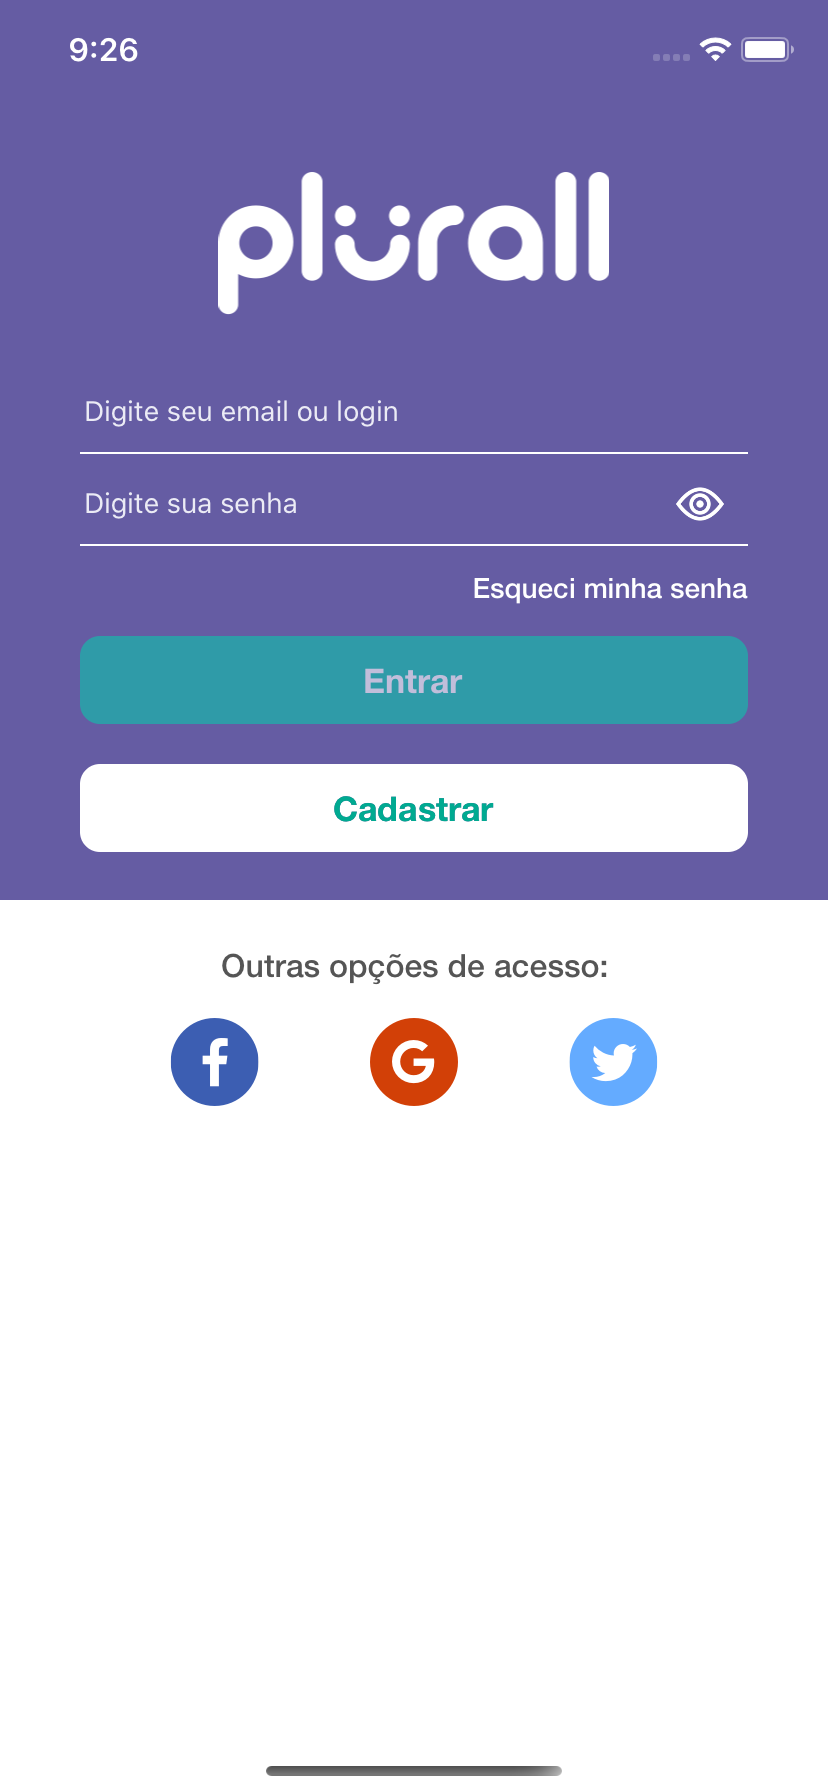 9:26
plurall
Digite seu email ou login
Digite sua senha
Esqueci minha senha
Entrar
Cadastrar
Outras opções de acesso: